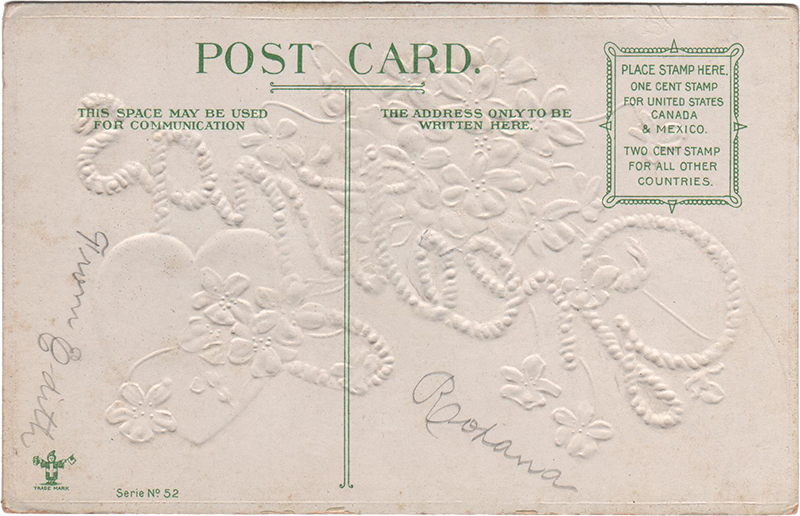 POST CARD.
THIS SPACE MAY BE USED
FOR COMMUNICATION
THE ADDRESS ONLY TO BE
WRITTEN HERE.
PLACE STAMP HERE.
ONE CENT STAMP
FOR UNITED STATES
CANADA
& MEXICO.
TWO CENT STAMP
FOR ALL OTHER
COUNTRIES.
From Edith
Roxana
TRADE MARK
Serie No 52